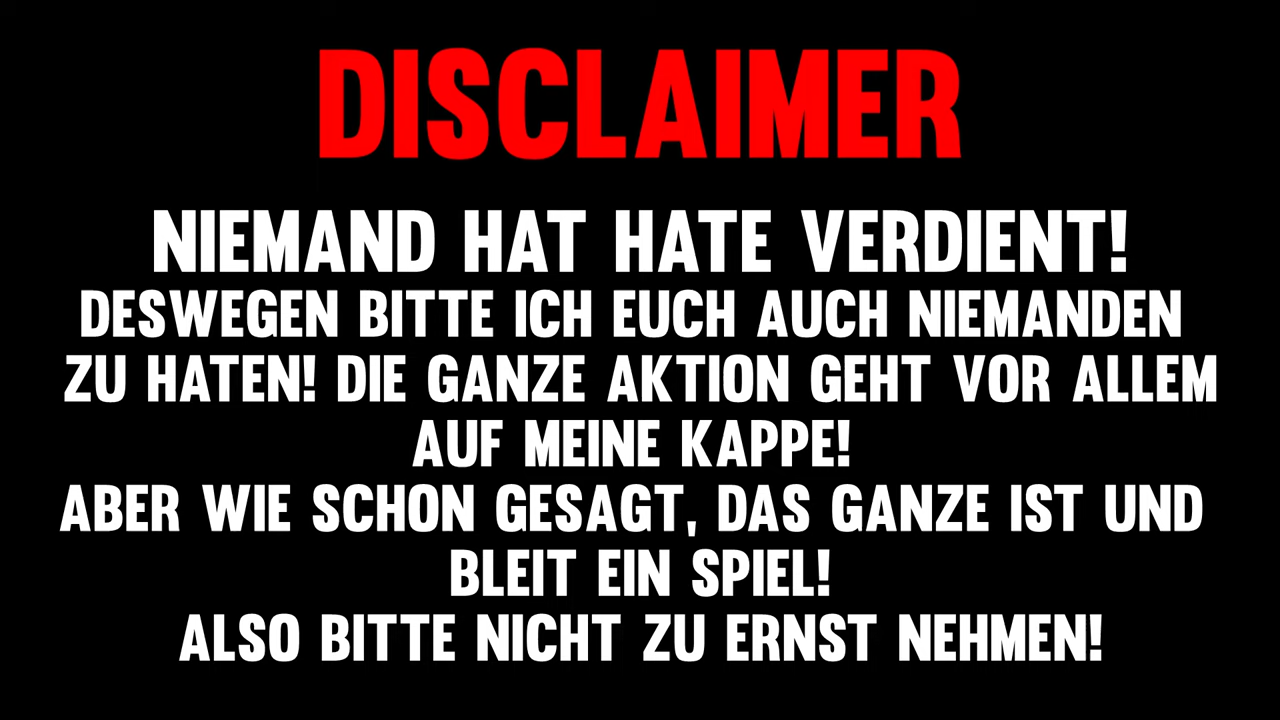 DISCLAIMER
NIEMAND HAT HATE VERDIENT!
DESWEGEN BITTE ICH EUCH AUCH NIEMANDEN
ZU HATEN! DIE GANZE AKTION GEHT VOR ALLEM
AUF MEINE KAPPE!
ABER WIE SCHON GESAGT, DAS GANZE IST UND
BLEIT EIN SPIEL!
ALSO BITTE NICHT ZU ERNST NEHMEN!